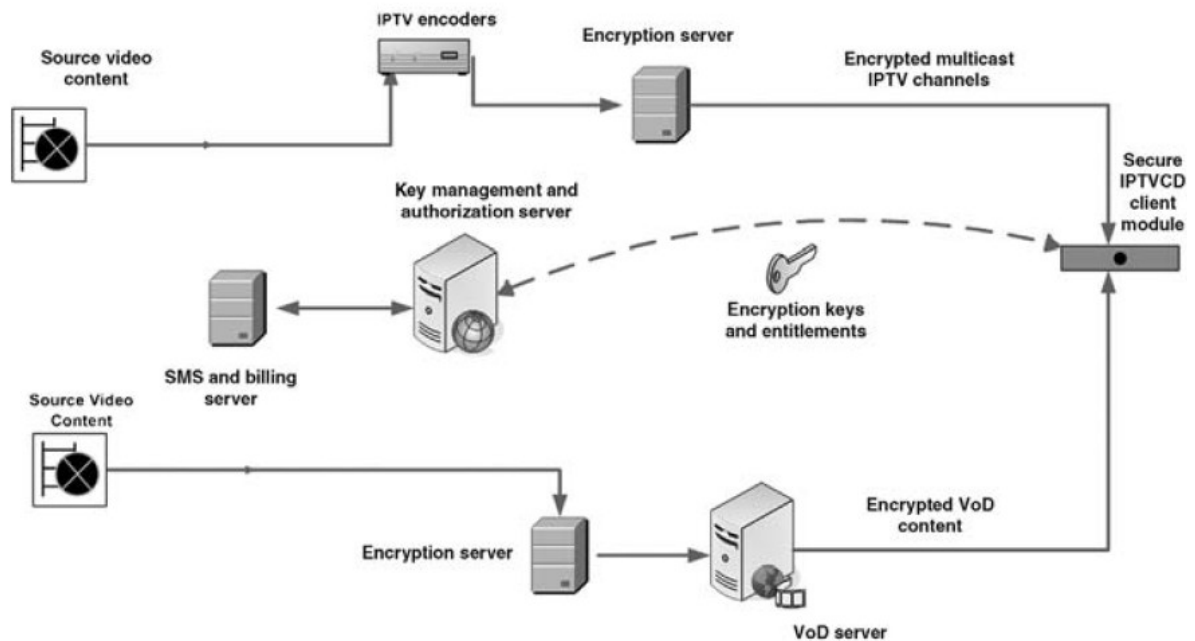 IPTV encoders
Source video
content
Encryption server
Encrypted multicast
IPTV channels
Secure
IPTVCD
client
module
Key management and
authorization server
Encryption keys
and entitlements
SMS and billing
server
Source Video
Content
Encryption server
Encrypted VoD
content
VoD server